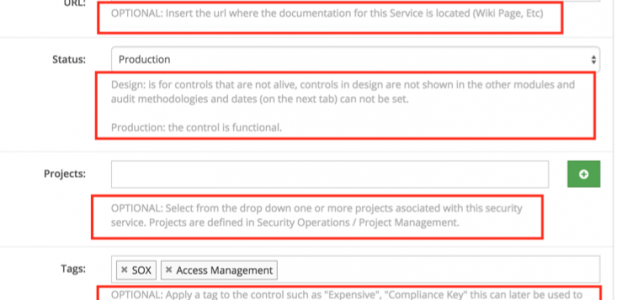 URL:
OPTIONAL: Insert the url where the documentation for this Service is located (Wiki Page, Etc)
Status:
Production
Design: is for controls that are not alive, controls in design are not shown in the other modules and
audit methodologies and dates (on the next tab) can not be set.
Production: the control is functional.
Projects:
OPTIONAL: Select from the drop down one or more projects asociated with this security
service. Projects are defined in Security Operations / Project Management.
Tags:
× SOX × Access Management
OPTIONAL: Apply a tag to the control such as "Expensive", "Compliance Key" this can later be used to